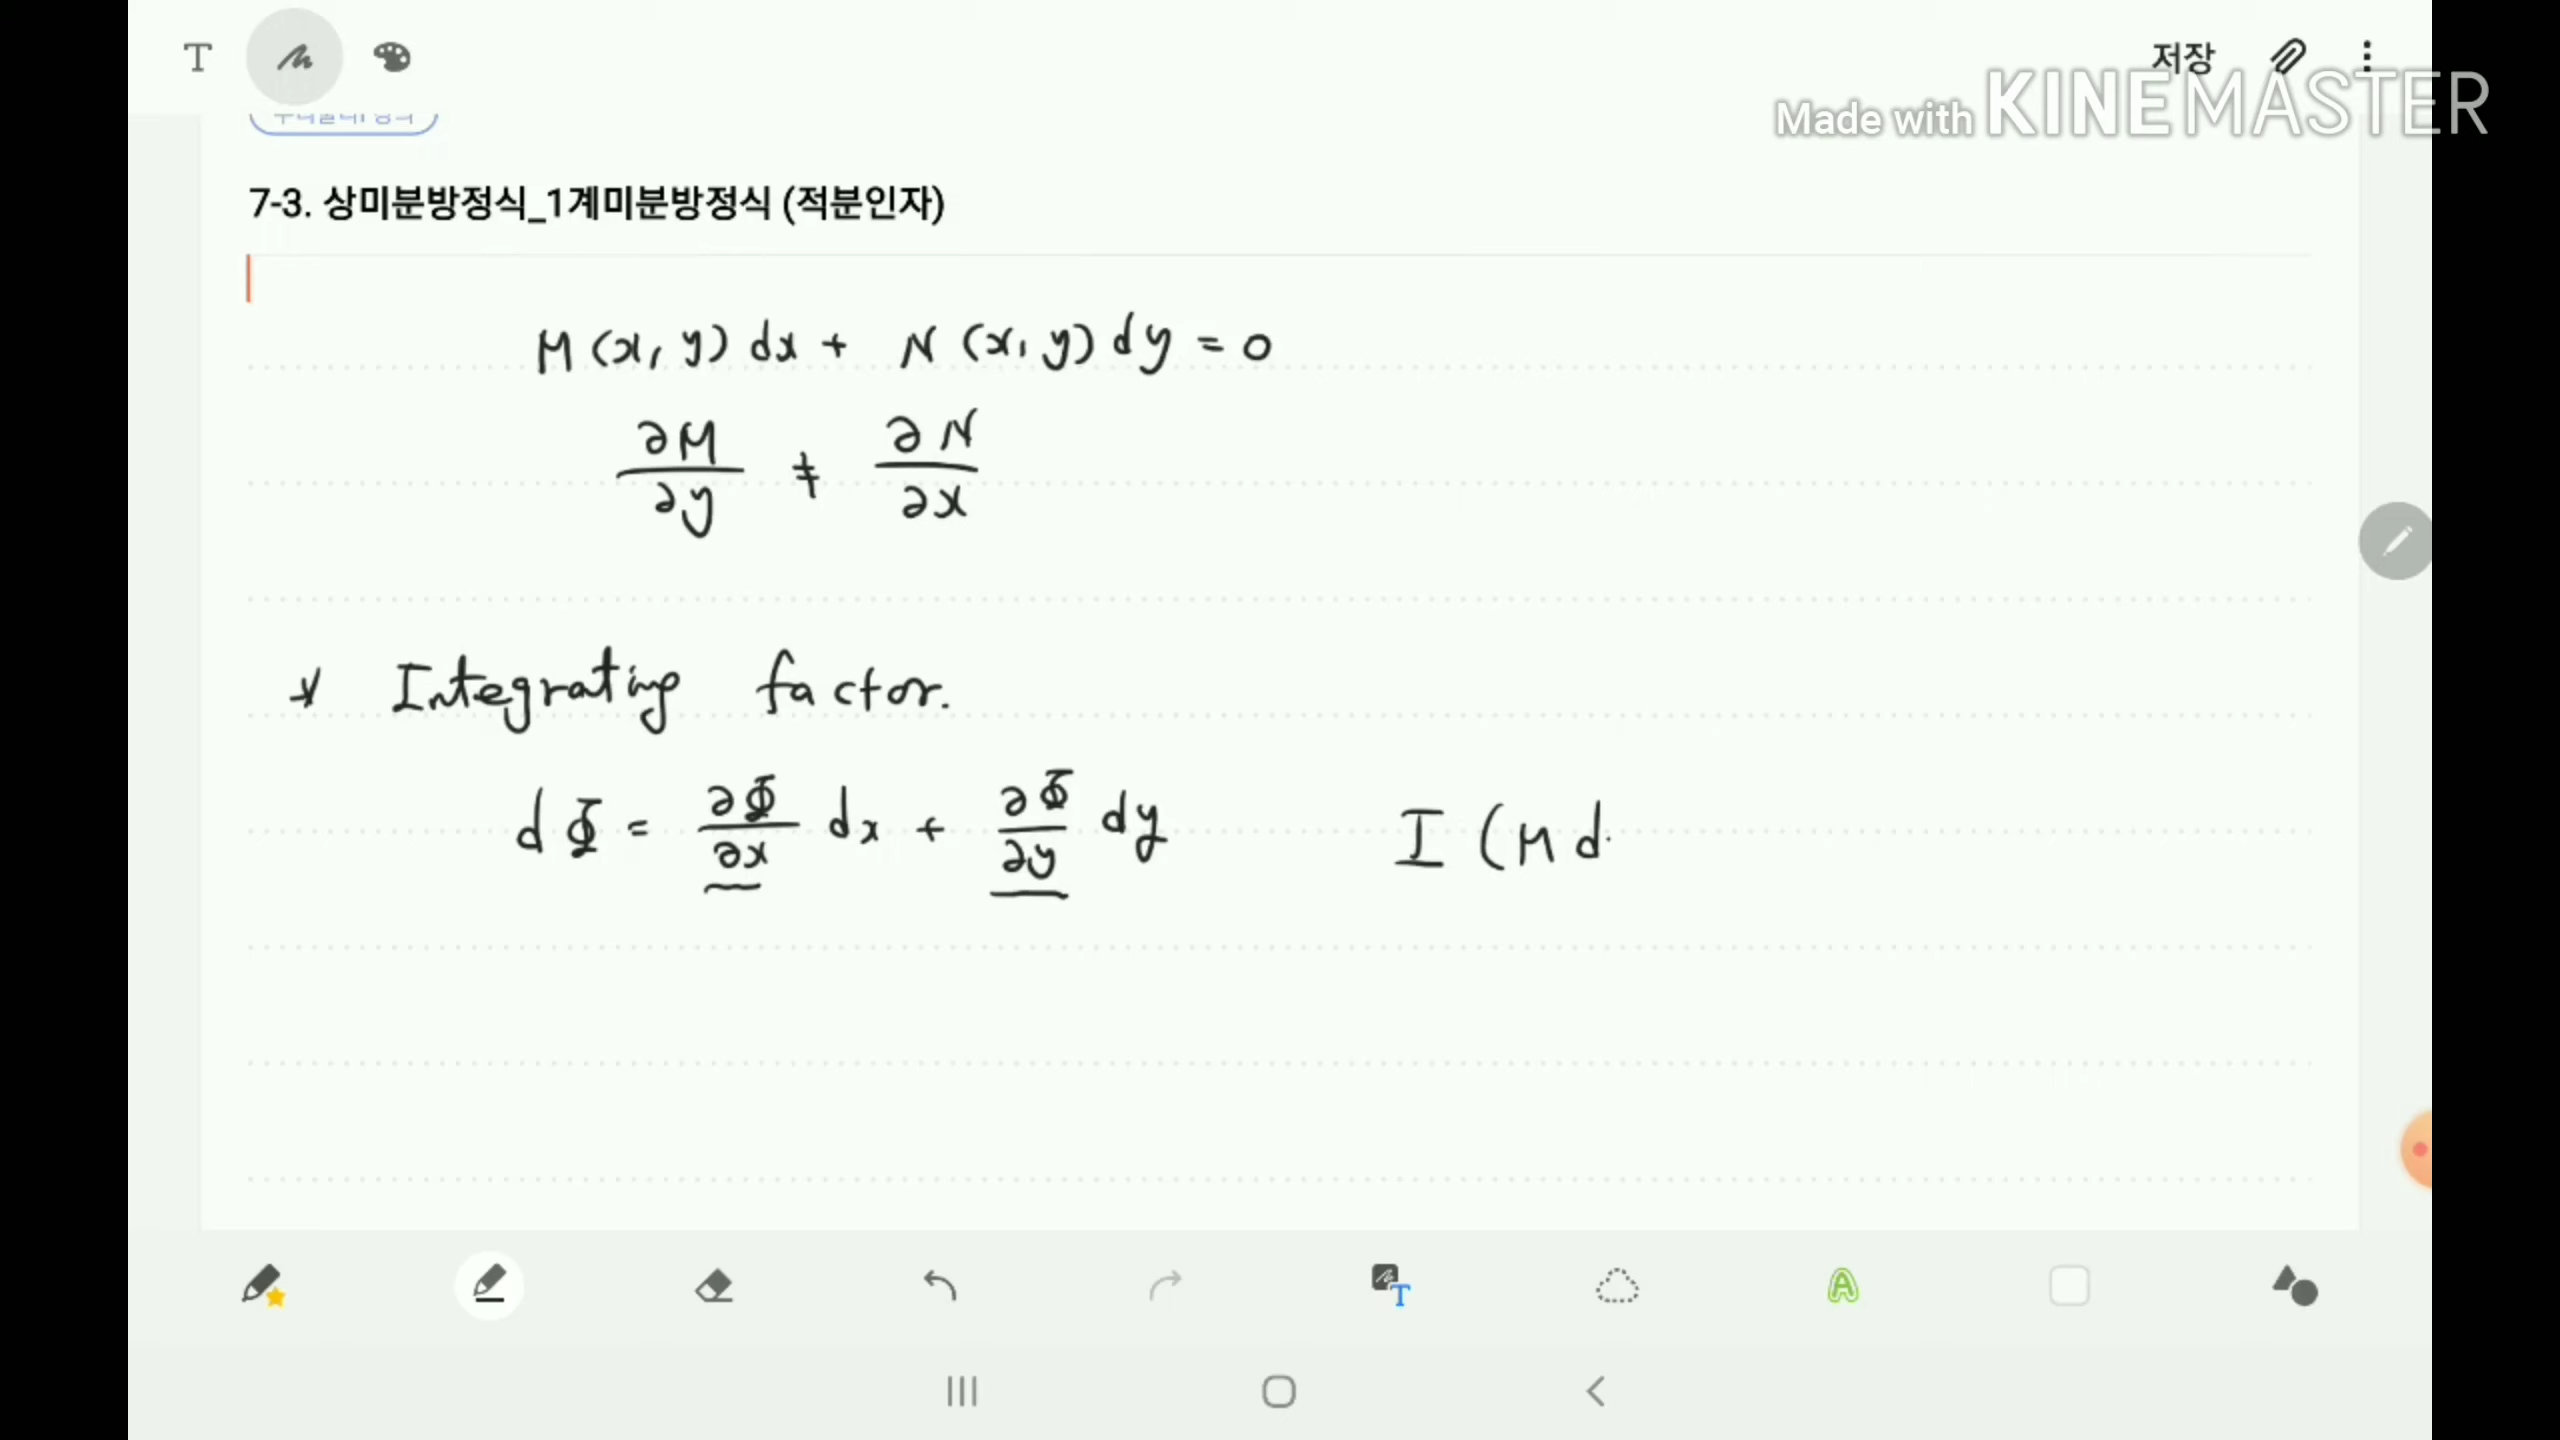 T
저장
Made with KINEMASTER
7-3. 상미분방정식_1계미분방정식 (적분인자)
M(x, y) dx + N(x, y) dy = 0
∂M/∂y ≠ ∂N/∂x
* Integrating factor.
dΦ = ∂Φ/∂x dx + ∂Φ/∂y dy I (M d
T A